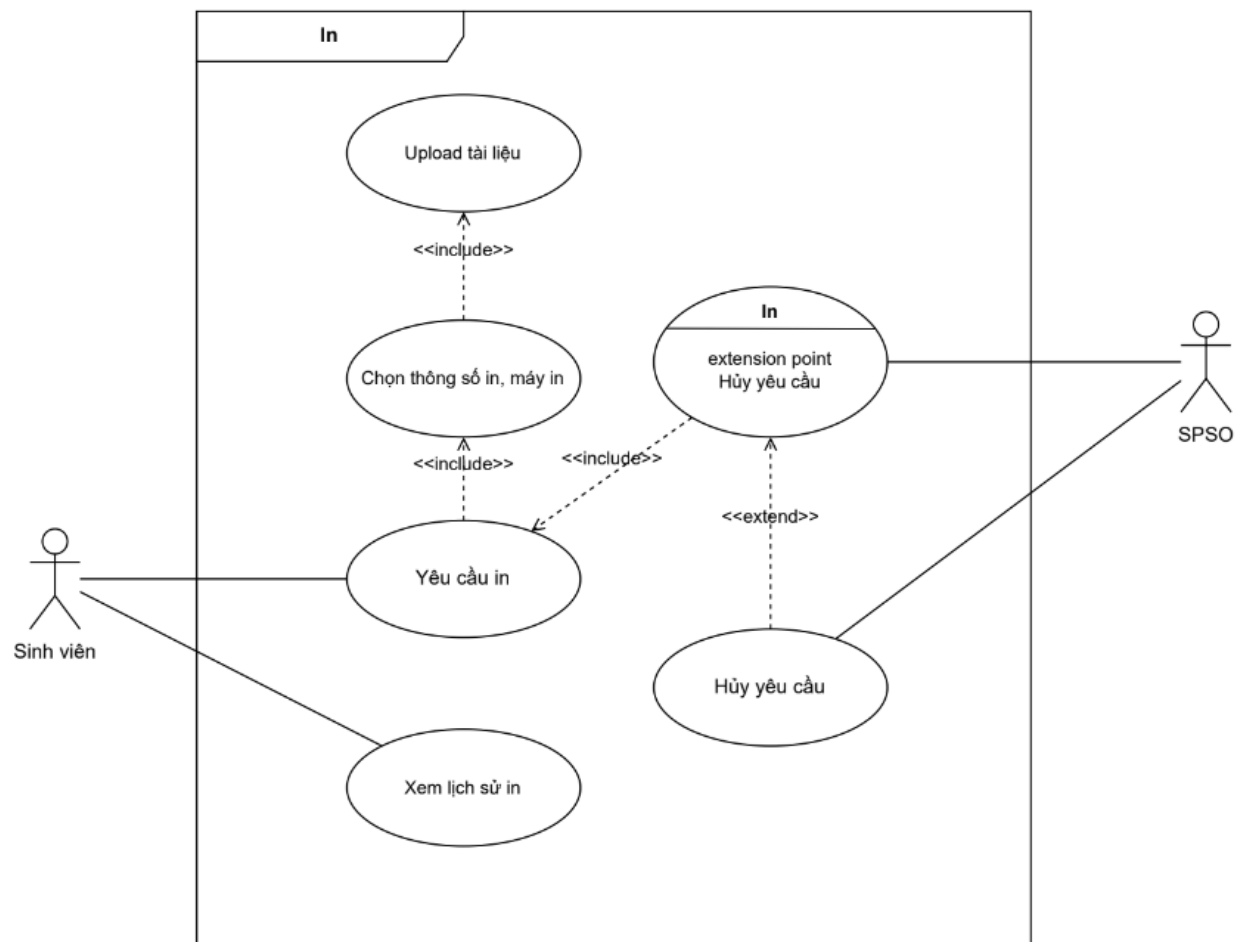 In
Upload tài liệu
<<include>>
In
extension point
Hủy yêu cầu
Chọn thông số in, máy in
SPSO
<<include>>
<<include>>
<<extend>>
Yêu cầu in
Sinh viên
Hủy yêu cầu
Xem lịch sử in